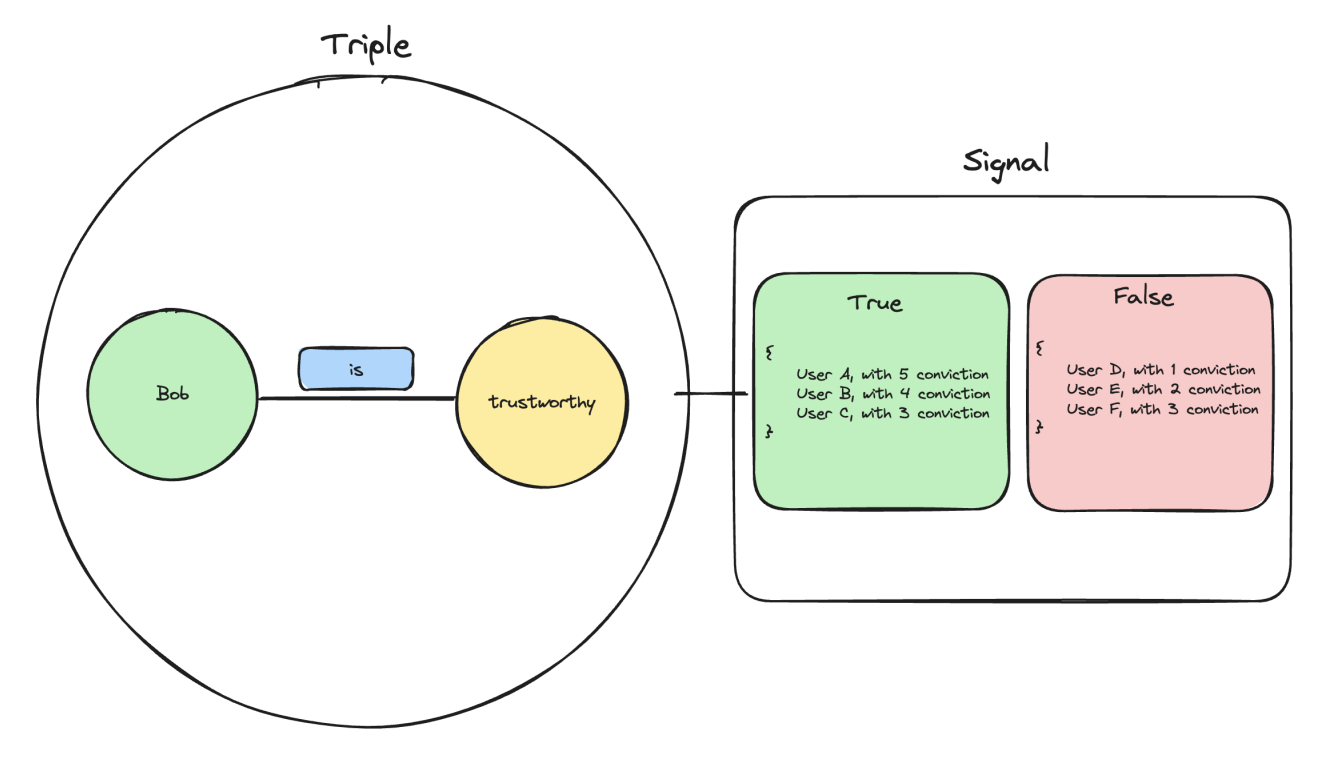 Triple
Bob
is
trustworthy
Signal
True
{
User A, with 5 conviction
User B, with 4 conviction
User C, with 3 conviction
}
False
{
User D, with 1 conviction
User E, with 2 conviction
User F, with 3 conviction
}